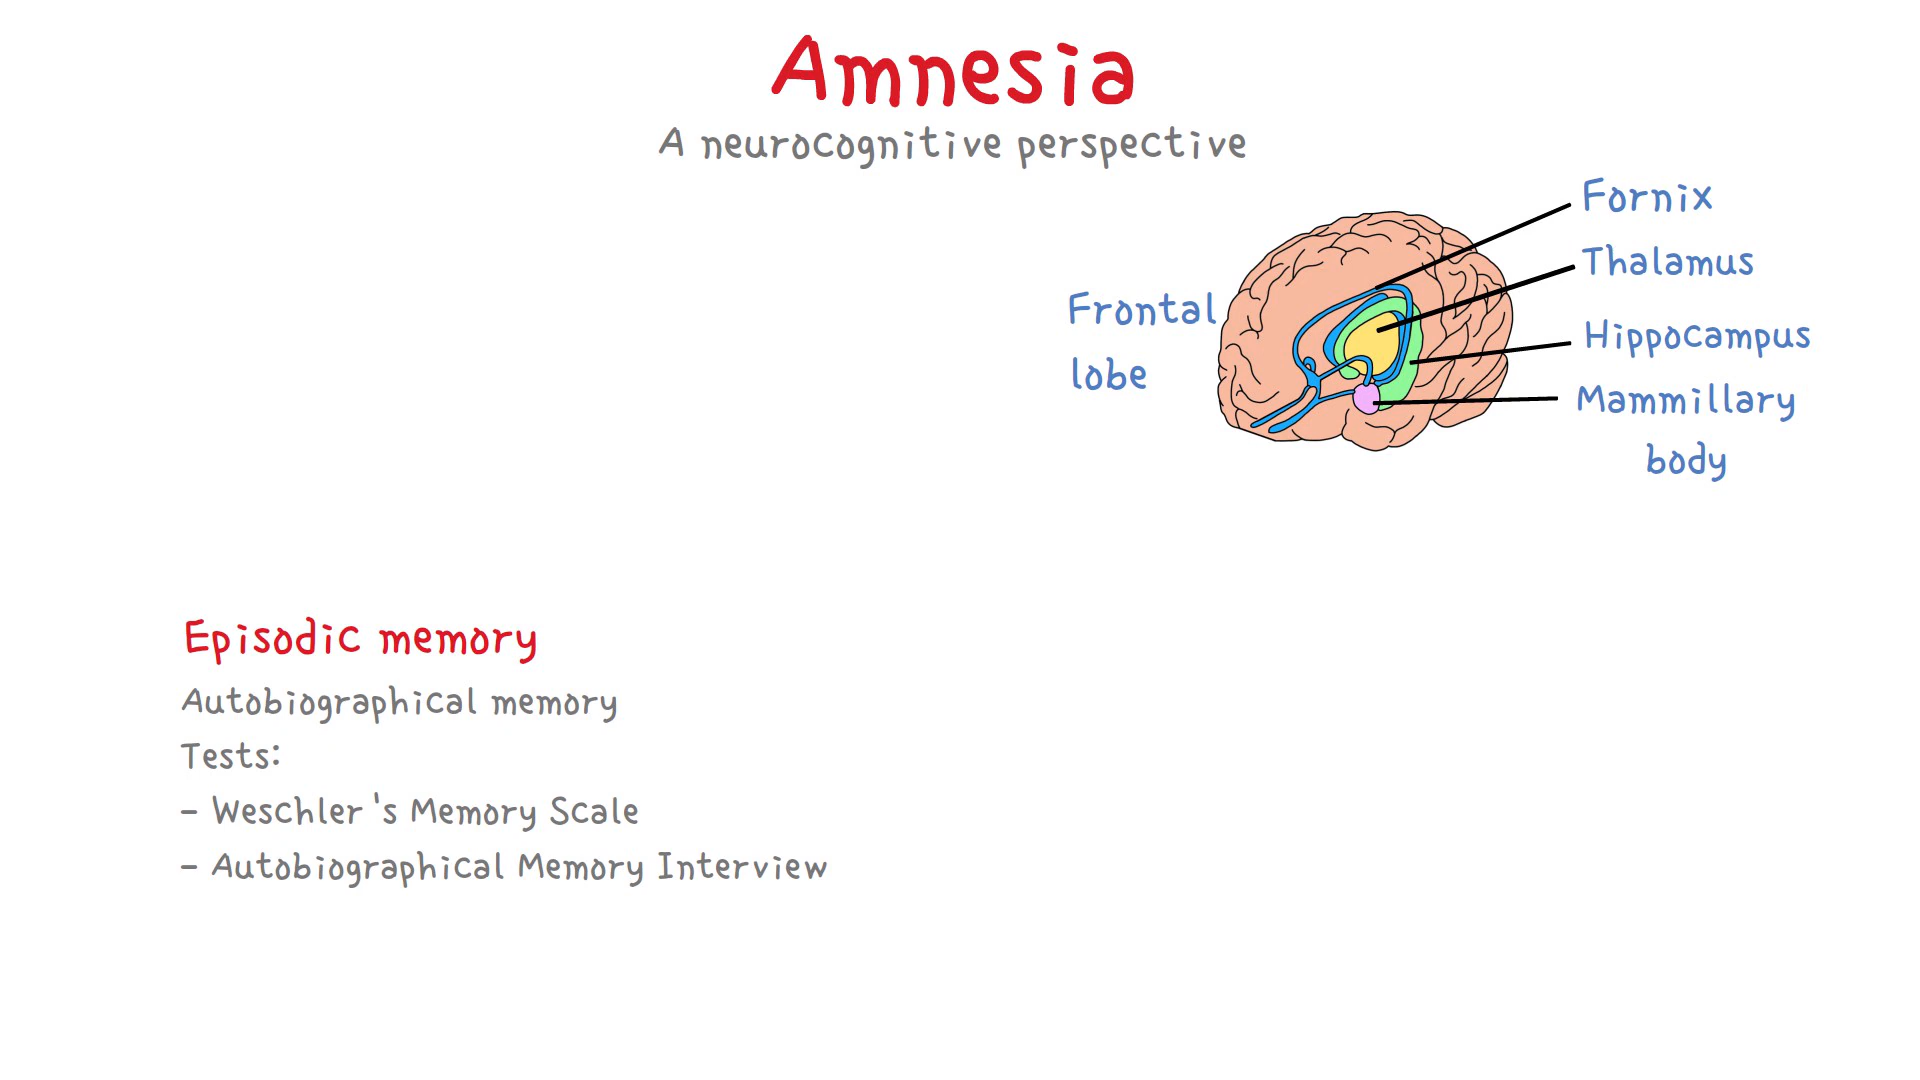 Amnesia
A neurocognitive perspective
Fornix
Thalamus
Frontal
lobe
Hippocampus
Mammillary
body
Episodic memory
Autobiographical memory
Tests:
- Weschler's Memory Scale
- Autobiographical Memory Interview